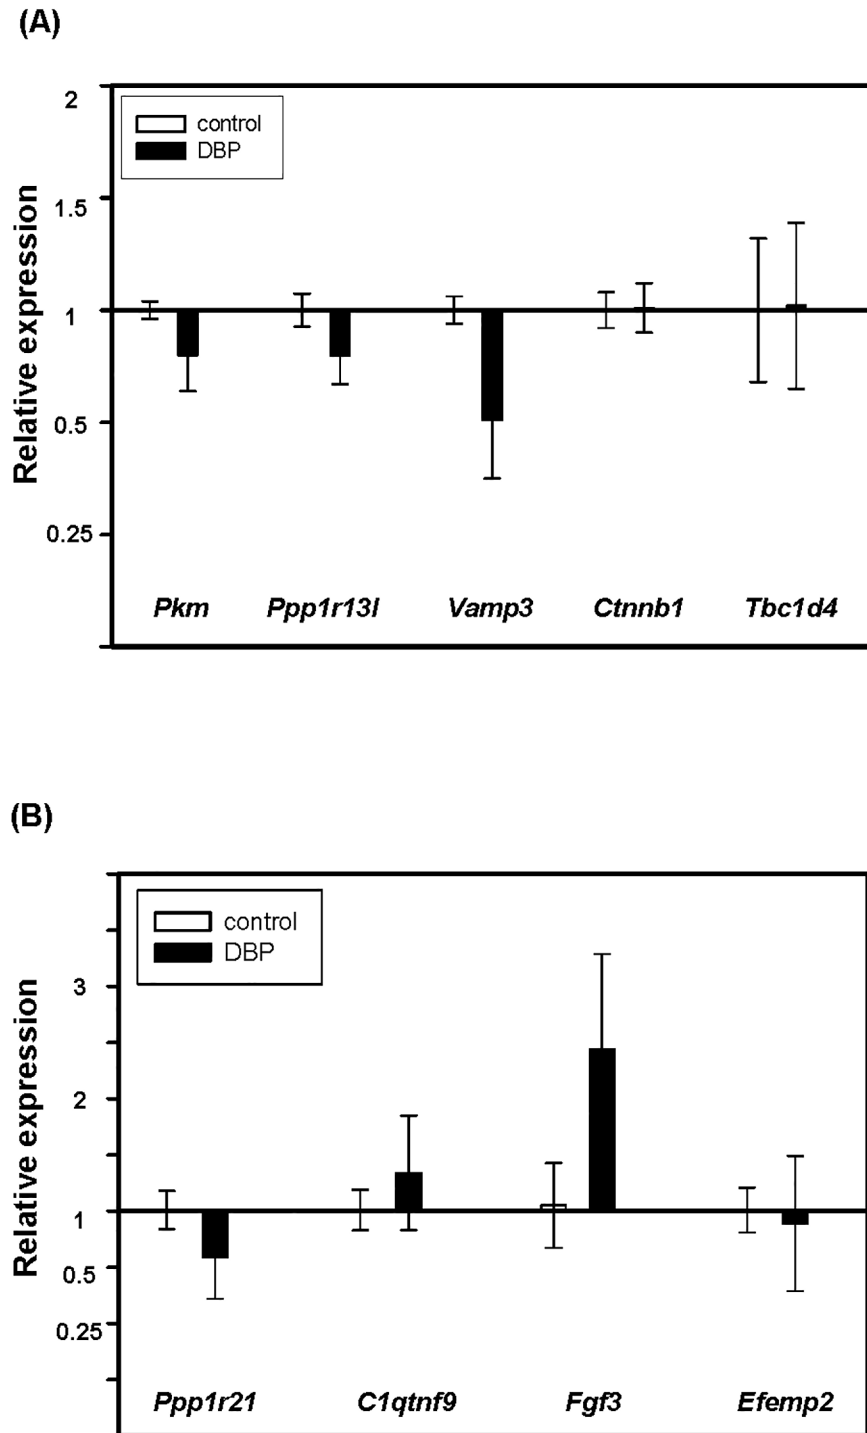 (A)
2
control
DBP
1.5
1
0.5
0.25
Relative expression
Pkm Ppp1r13l Vamp3 Ctnnb1 Tbc1d4
(B)
control
DBP
3
2
1
0.5
0.25
Relative expression
Ppp1r21 C1qtnf9 Fgf3 Efemp2